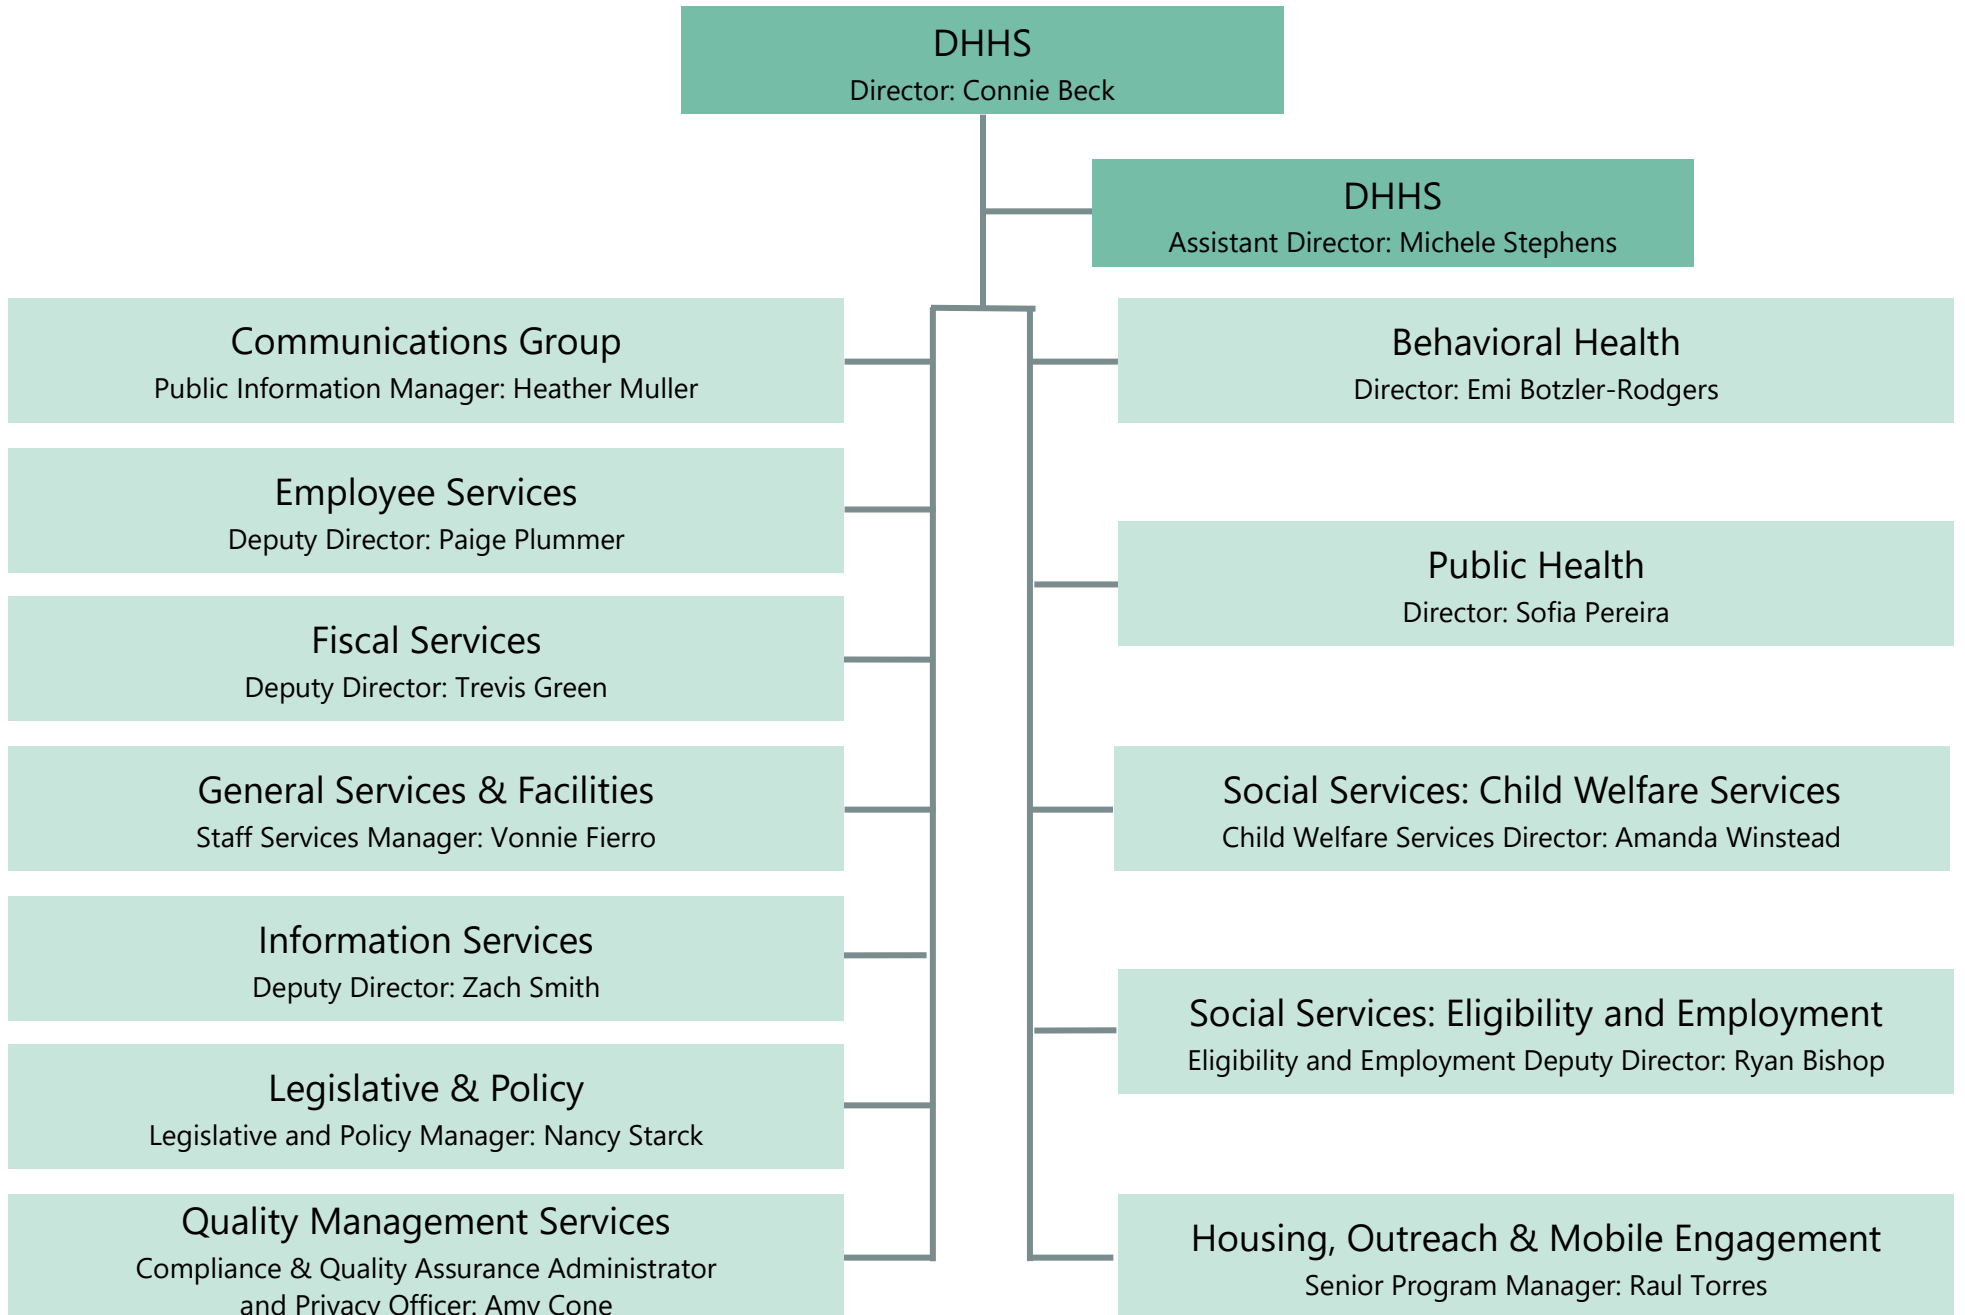 DHHS
Director: Connie Beck
DHHS
Assistant Director: Michele Stephens
Communications Group
Public Information Manager: Heather Muller
Employee Services
Deputy Director: Paige Plummer
Fiscal Services
Deputy Director: Trevis Green
General Services & Facilities
Staff Services Manager: Vonnie Fierro
Information Services
Deputy Director: Zach Smith
Legislative & Policy
Legislative and Policy Manager: Nancy Starck
Quality Management Services
Compliance & Quality Assurance Administrator
and Privacy Officer: Amy Cone
Behavioral Health
Director: Emi Botzler-Rodgers
Public Health
Director: Sofia Pereira
Social Services: Child Welfare Services
Child Welfare Services Director: Amanda Winstead
Social Services: Eligibility and Employment
Eligibility and Employment Deputy Director: Ryan Bishop
Housing, Outreach & Mobile Engagement
Senior Program Manager: Raul Torres